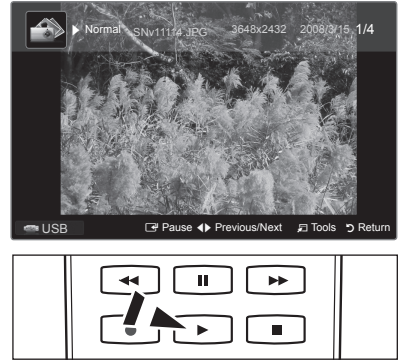 Normal SNv11114.JPG 3648x2432 2008/3/15 1/4
USB Pause Previous/Next Tools Return